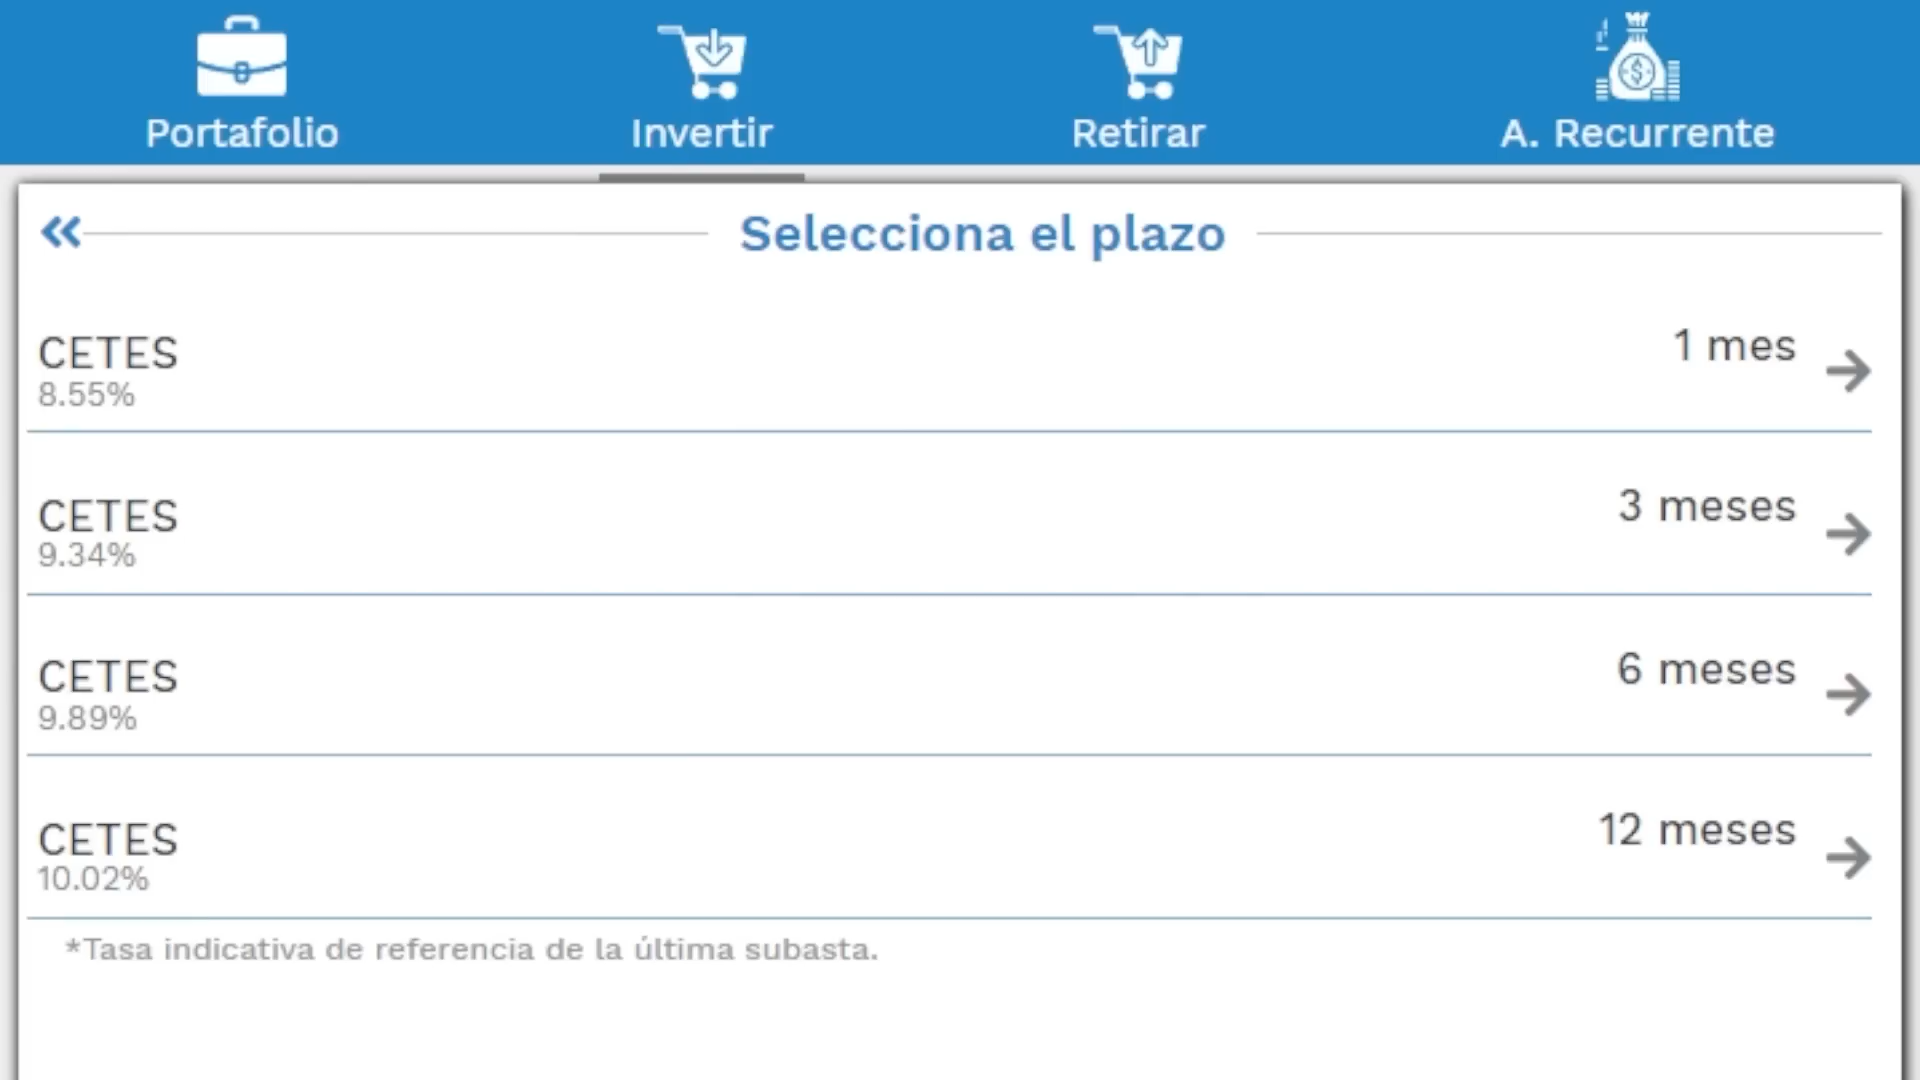 Portafolio
Invertir
Retirar
A. Recurrente
Selecciona el plazo
CETES
1 mes
8.55%
CETES
3 meses
9.34%
CETES
6 meses
9.89%
CETES
12 meses
10.02%
*Tasa indicativa de referencia de la última subasta.